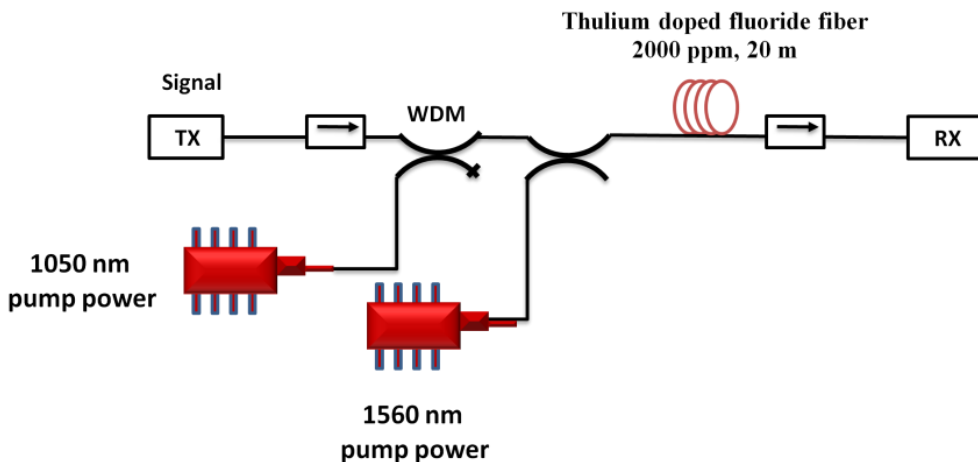 Thulium doped fluoride fiber
2000 ppm, 20 m
Signal
WDM
TX
RX
1050 nm
pump power
1560 nm
pump power